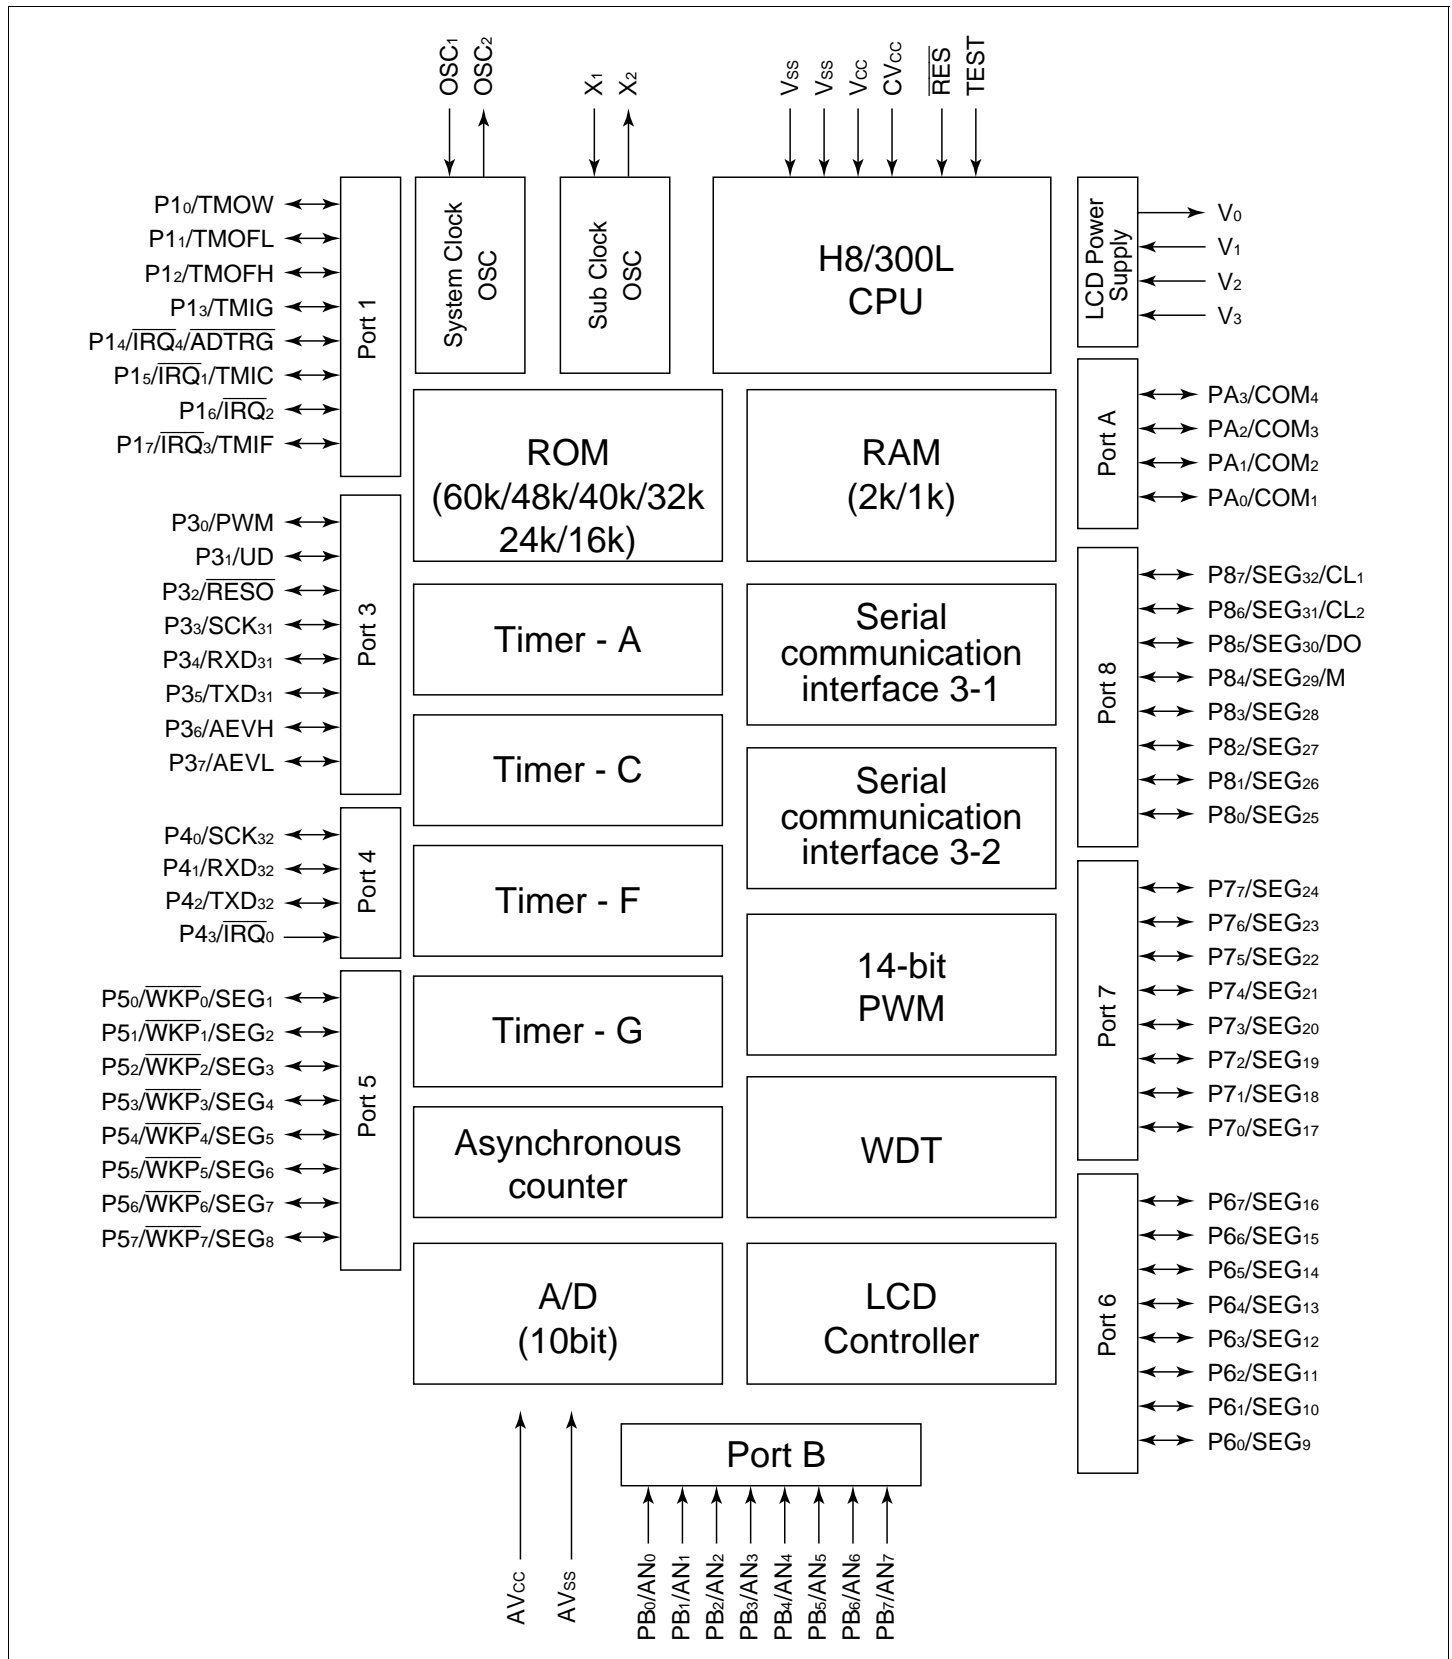 OSC1
OSC2
X1
X2
VSS
VSS
VCC
CVCC
RES
TEST
P10/TMOW
P11/TMOFL
P12/TMOFH
P13/TMIG
P14/IRQ4/ADTRG
P15/IRQ1/TMIC
P16/IRQ2
P17/IRQ3/TMIF
Port 1
System Clock
OSC
Sub Clock
OSC
H8/300L
CPU
LCD Power
Supply
V0
V1
V2
V3
Port A
PA3/COM4
PA2/COM3
PA1/COM2
PA0/COM1
ROM
(60k/48k/40k/32k
24k/16k)
RAM
(2k/1k)
P30/PWM
P31/UD
P32/RESO
P33/SCK31
P34/RXD31
P35/TXD31
P36/AEVH
P37/AEVL
Port 3
Timer - A
Serial
communication
interface 3-1
Port 8
P87/SEG32/CL1
P86/SEG31/CL2
P85/SEG30/DO
P84/SEG29/M
P83/SEG28
P82/SEG27
P81/SEG26
P80/SEG25
Timer - C
Serial
communication
interface 3-2
P40/SCK32
P41/RXD32
P42/TXD32
P43/IRQ0
Port 4
Timer - F
14-bit
PWM
Port 7
P77/SEG24
P76/SEG23
P75/SEG22
P74/SEG21
P73/SEG20
P72/SEG19
P71/SEG18
P70/SEG17
P50/WKP0/SEG1
P51/WKP1/SEG2
P52/WKP2/SEG3
P53/WKP3/SEG4
P54/WKP4/SEG5
P55/WKP5/SEG6
P56/WKP6/SEG7
P57/WKP7/SEG8
Port 5
Timer - G
Asynchronous
counter
WDT
A/D
(10bit)
LCD
Controller
Port 6
P67/SEG16
P66/SEG15
P65/SEG14
P64/SEG13
P63/SEG12
P62/SEG11
P61/SEG10
P60/SEG9
Port B
AVCC
AVSS
PB0/AN0
PB1/AN1
PB2/AN2
PB3/AN3
PB4/AN4
PB5/AN5
PB6/AN6
PB7/AN7